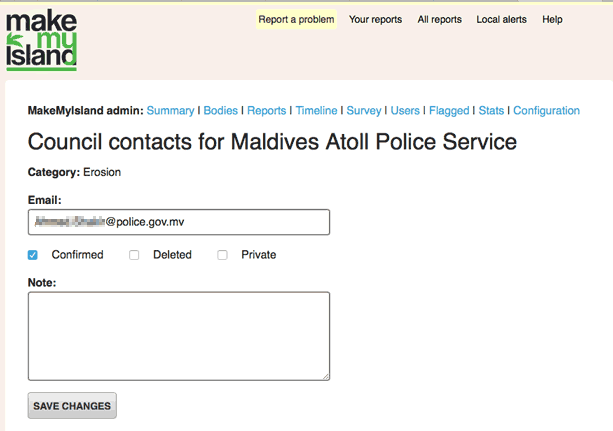 make
my
Island
Report a problem Your reports All reports Local alerts Help
MakeMyIsland admin: Summary | Bodies | Reports | Timeline | Survey | Users | Flagged | Stats | Configuration
Council contacts for Maldives Atoll Police Service
Category: Erosion
Email:
@police.gov.mv
Confirmed Deleted Private
Note:
SAVE CHANGES